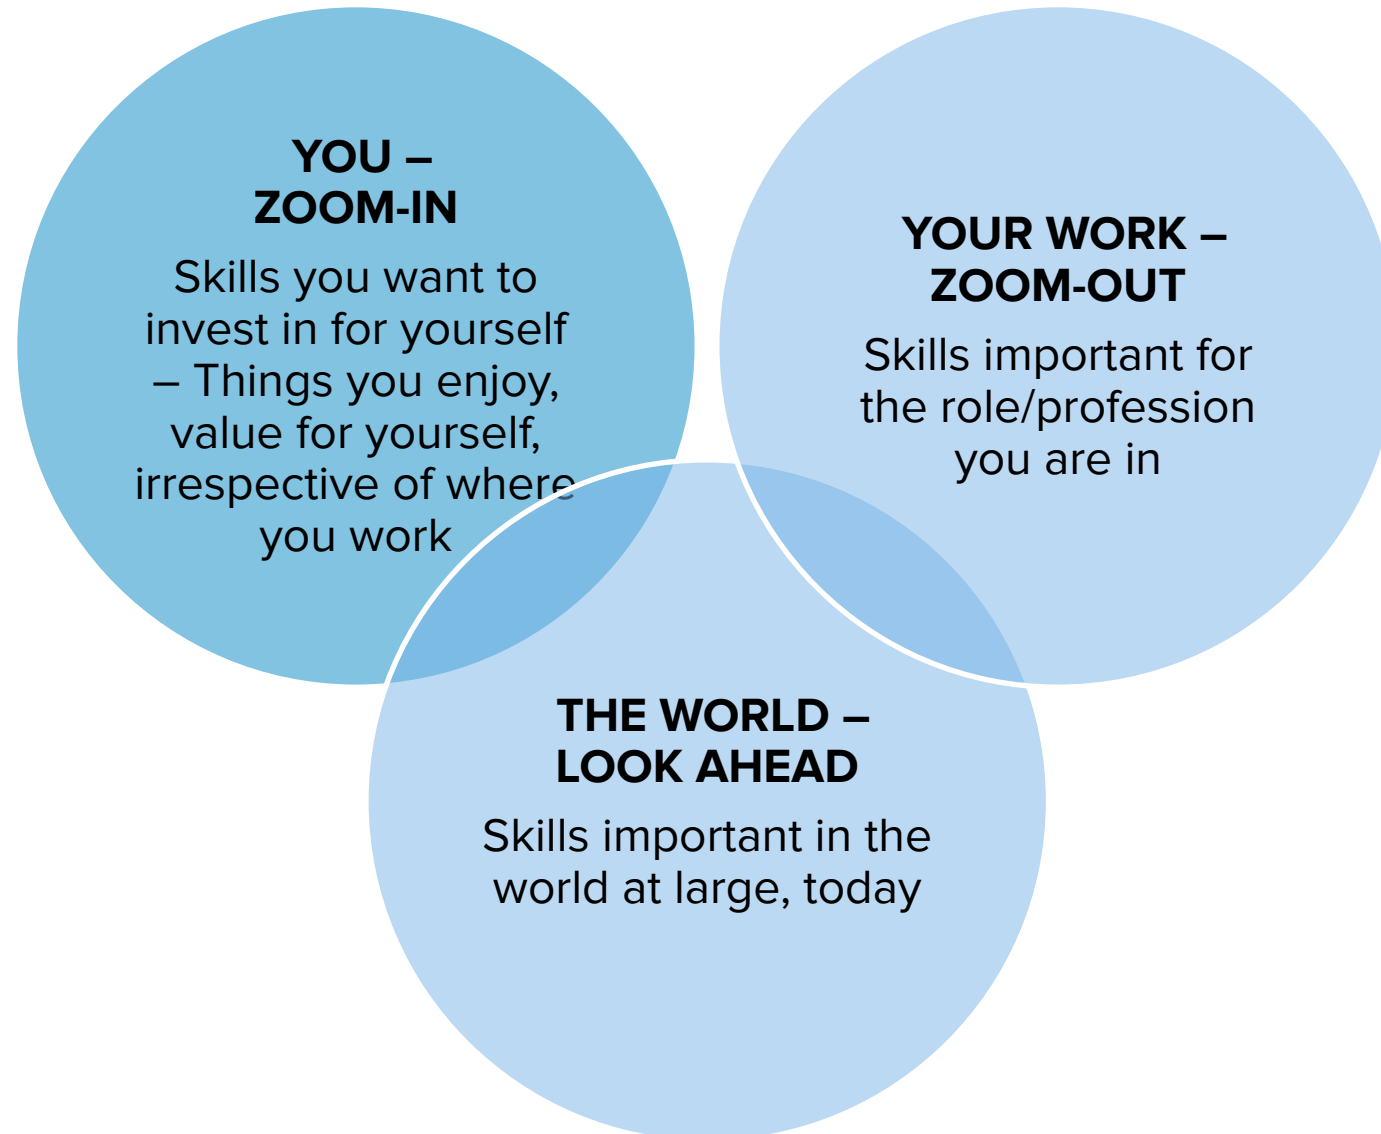 YOU –
ZOOM-IN
Skills you want to
invest in for yourself
– Things you enjoy,
value for yourself,
irrespective of where
you work
YOUR WORK –
ZOOM-OUT
Skills important for
the role/profession
you are in
THE WORLD –
LOOK AHEAD
Skills important in the
world at large, today